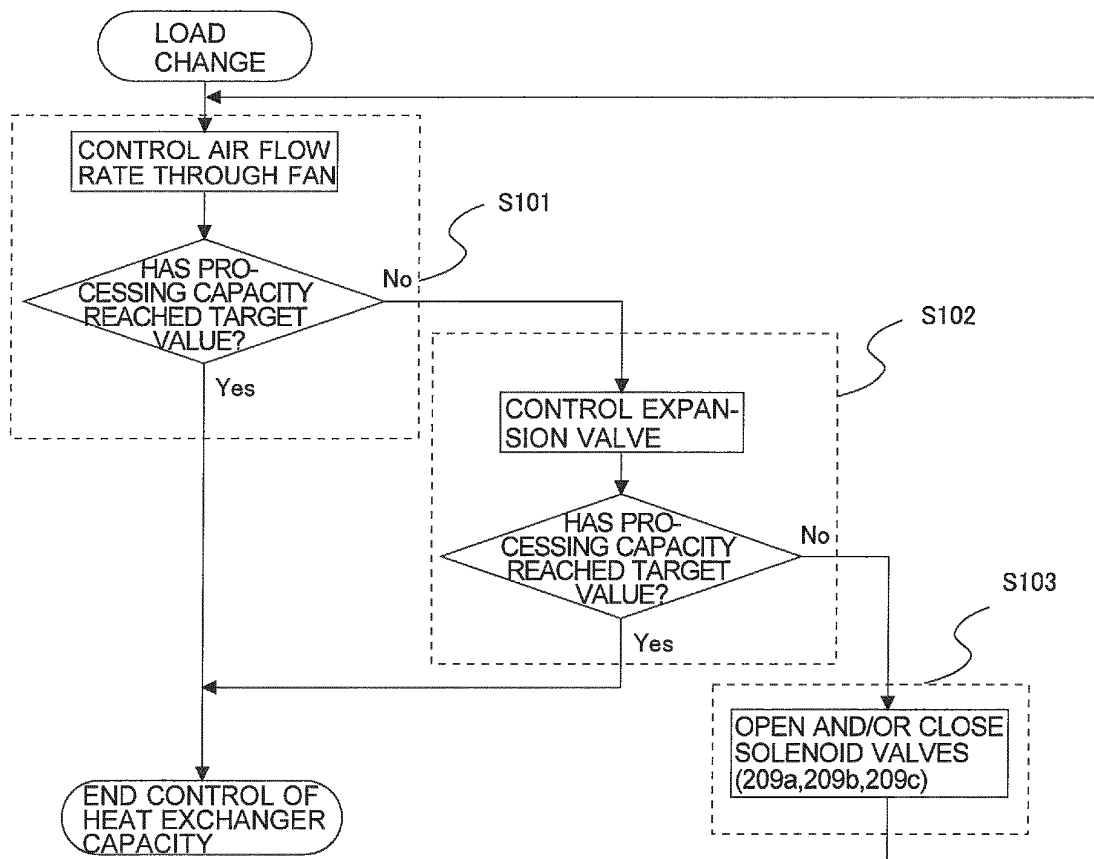 LOAD
CHANGE
CONTROL AIR FLOW
RATE THROUGH FAN
S101
HAS PRO-
CESSING CAPACITY
REACHED TARGET
VALUE?
No
Yes
S102
CONTROL EXPAN-
SION VALVE
HAS PRO-
CESSING CAPACITY
REACHED TARGET
VALUE?
No
Yes
S103
OPEN AND/OR CLOSE
SOLENOID VALVES
(209a,209b,209c)
END CONTROL OF
HEAT EXCHANGER
CAPACITY